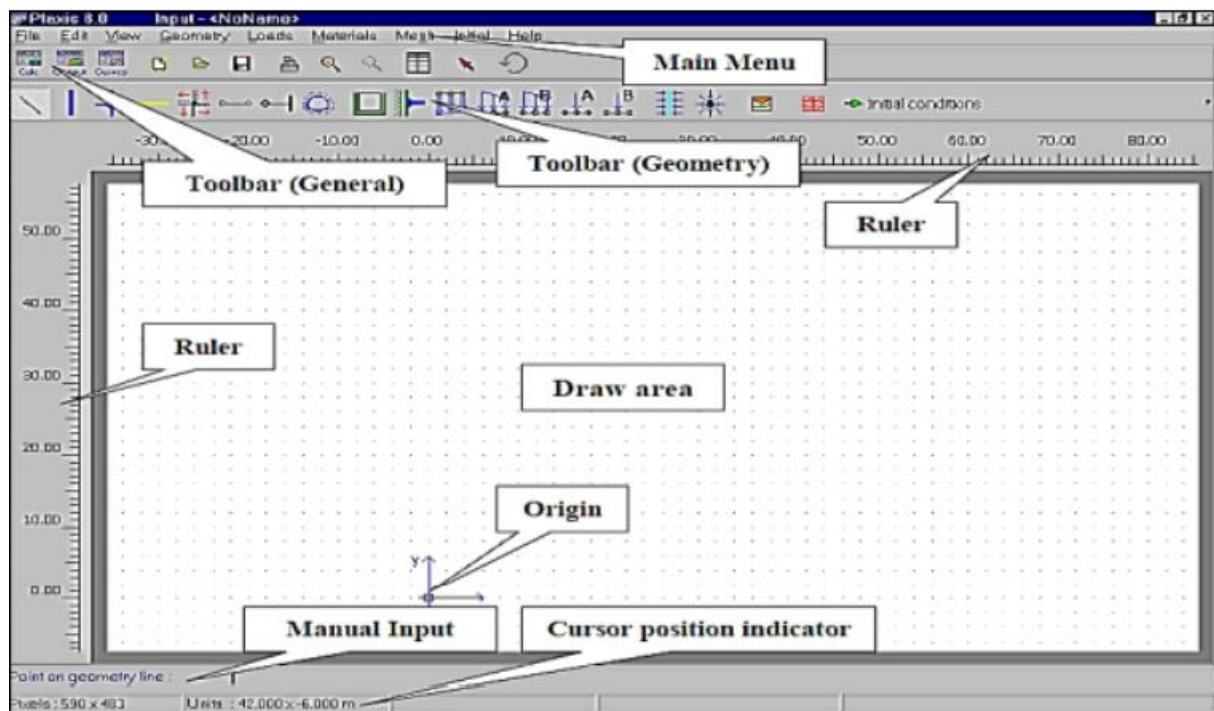 Plaxis 8.0 Input - <NoName>
File Edit View Geometry Loads Materials Mesh Initial Help
Main Menu
Calc
A B A B Initial conditions
-20.00 -10.00 0.00 50.00 60.00 70.00 80.00
Toolbar (General)
Toolbar (Geometry)
Ruler
50.00
40.00
Ruler
30.00
Draw area
20.00
Origin
10.00
y
0.00
Manual Input
Cursor position indicator
Point on geometry line :
Pixels : 590 x 483 Units : 42.000 x -6.000 m